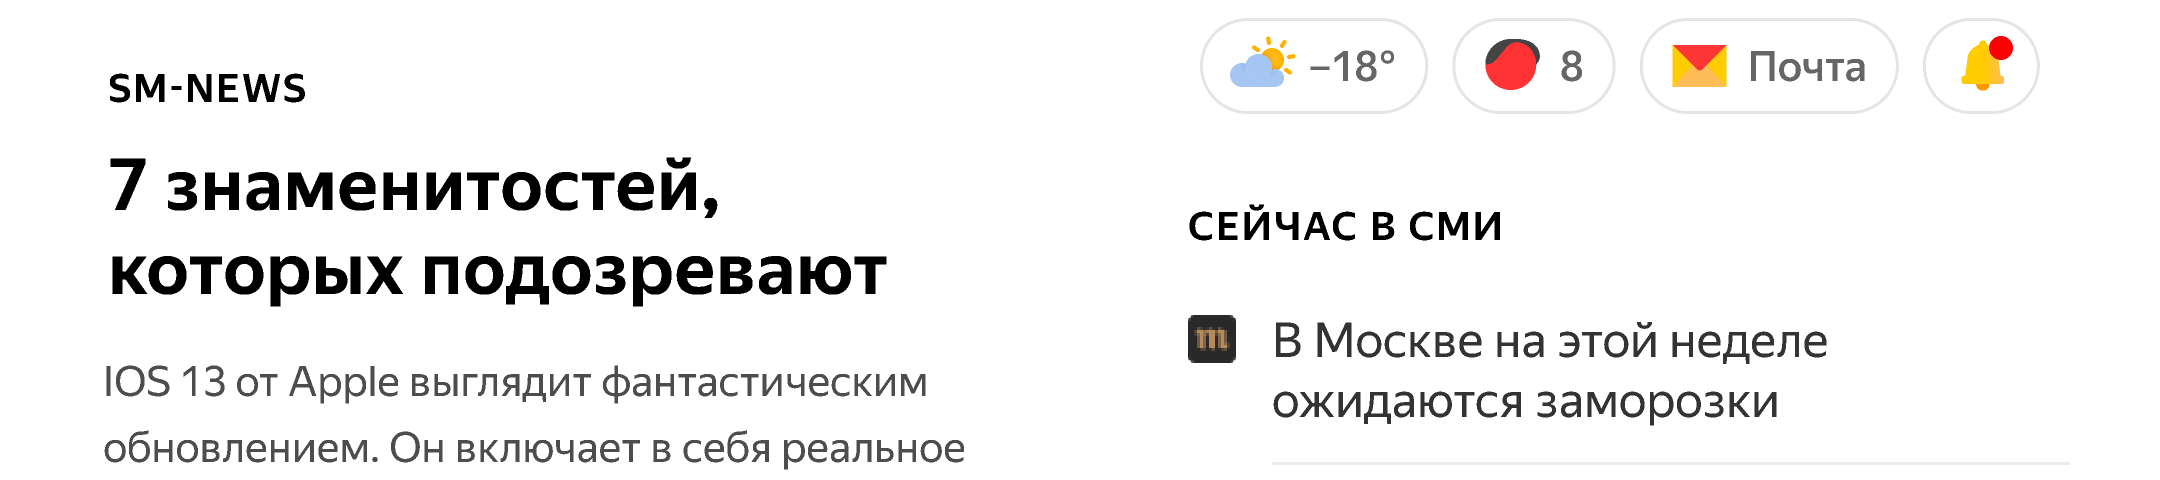 SM-NEWS
7 знаменитостей,
которых подозревают
IOS 13 от Apple выглядит фантастическим
обновлением. Он включает в себя реальное
–18° 8 Почта
СЕЙЧАС В СМИ
m
В Москве на этой неделе
ожидаются заморозки